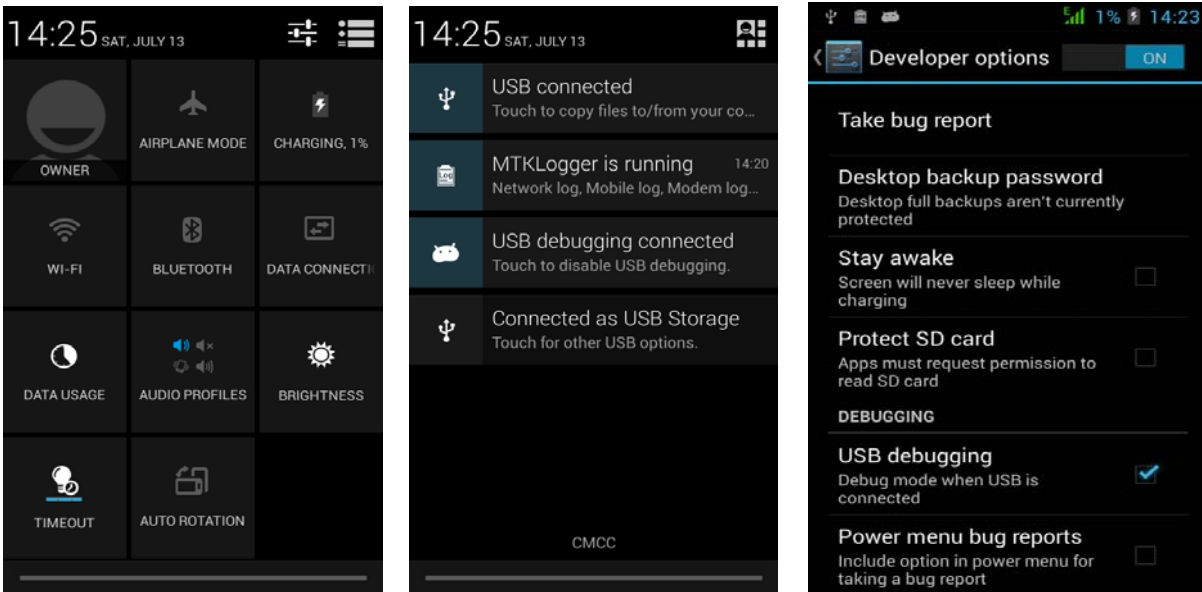 14:25 SAT, JULY 13
OWNER
AIRPLANE MODE
CHARGING, 1%
WI-FI
BLUETOOTH
DATA CONNECTI
DATA USAGE
AUDIO PROFILES
BRIGHTNESS
TIMEOUT
AUTO ROTATION
14:25 SAT, JULY 13
USB connected
Touch to copy files to/from your co...
MTKLogger is running 14:20
Log
Network log, Mobile log, Modem log...
USB debugging connected
Touch to disable USB debugging.
Connected as USB Storage
Touch for other USB options.
CMCC
E 1% 14:23
Developer options ON
Take bug report
Desktop backup password
Desktop full backups aren't currently
protected
Stay awake
Screen will never sleep while
charging
Protect SD card
Apps must request permission to
read SD card
DEBUGGING
USB debugging
Debug mode when USB is
connected
Power menu bug reports
Include option in power menu for
taking a bug report